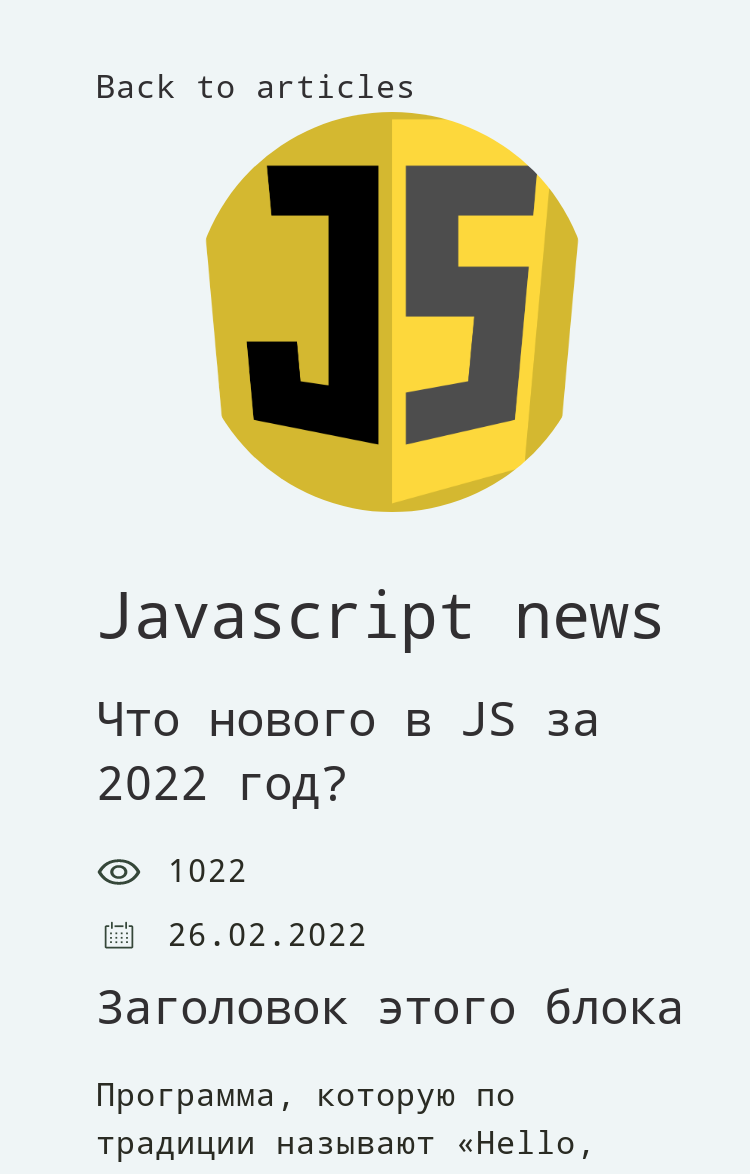 Back to articles
JS
Javascript news
Что нового в JS за
2022 год?
1022
26.02.2022
Заголовок этого блока
Программа, которую по
традиции называют «Hello,